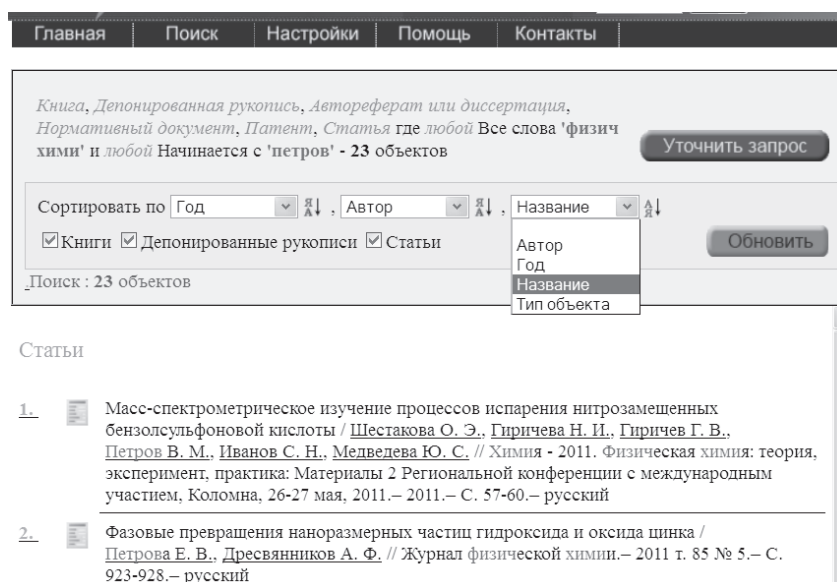 Главная Поиск Настройки Помощь Контакты
Книга, Депонированная рукопись, Автореферат или диссертация,
Нормативный документ, Патент, Статья где любой Все слова 'физич
хими' и любой Начинается с 'петров' - 23 объектов
Уточнить запрос
Сортировать по Год , Автор , Название
Книги Депонированные рукописи Статьи
Автор
Год
Название
Тип объекта
Обновить
Поиск : 23 объектов
Статьи
1. Масс-спектрометрическое изучение процессов испарения нитрозамещенных
бензолсульфоновой кислоты / Шестакова О. Э., Гиричева Н. И., Гиричев Г. В.,
Петров В. М., Иванов С. Н., Медведева Ю. С. // Химия - 2011. Физическая химия: теория,
эксперимент, практика: Материалы 2 Региональной конференции с международным
участием, Коломна, 26-27 мая, 2011.– 2011.– С. 57-60.– русский
2. Фазовые превращения наноразмерных частиц гидроксида и оксида цинка /
Петрова Е. В., Дресвянников А. Ф. // Журнал физической химии.– 2011 т. 85 № 5.– С.
923-928.– русский